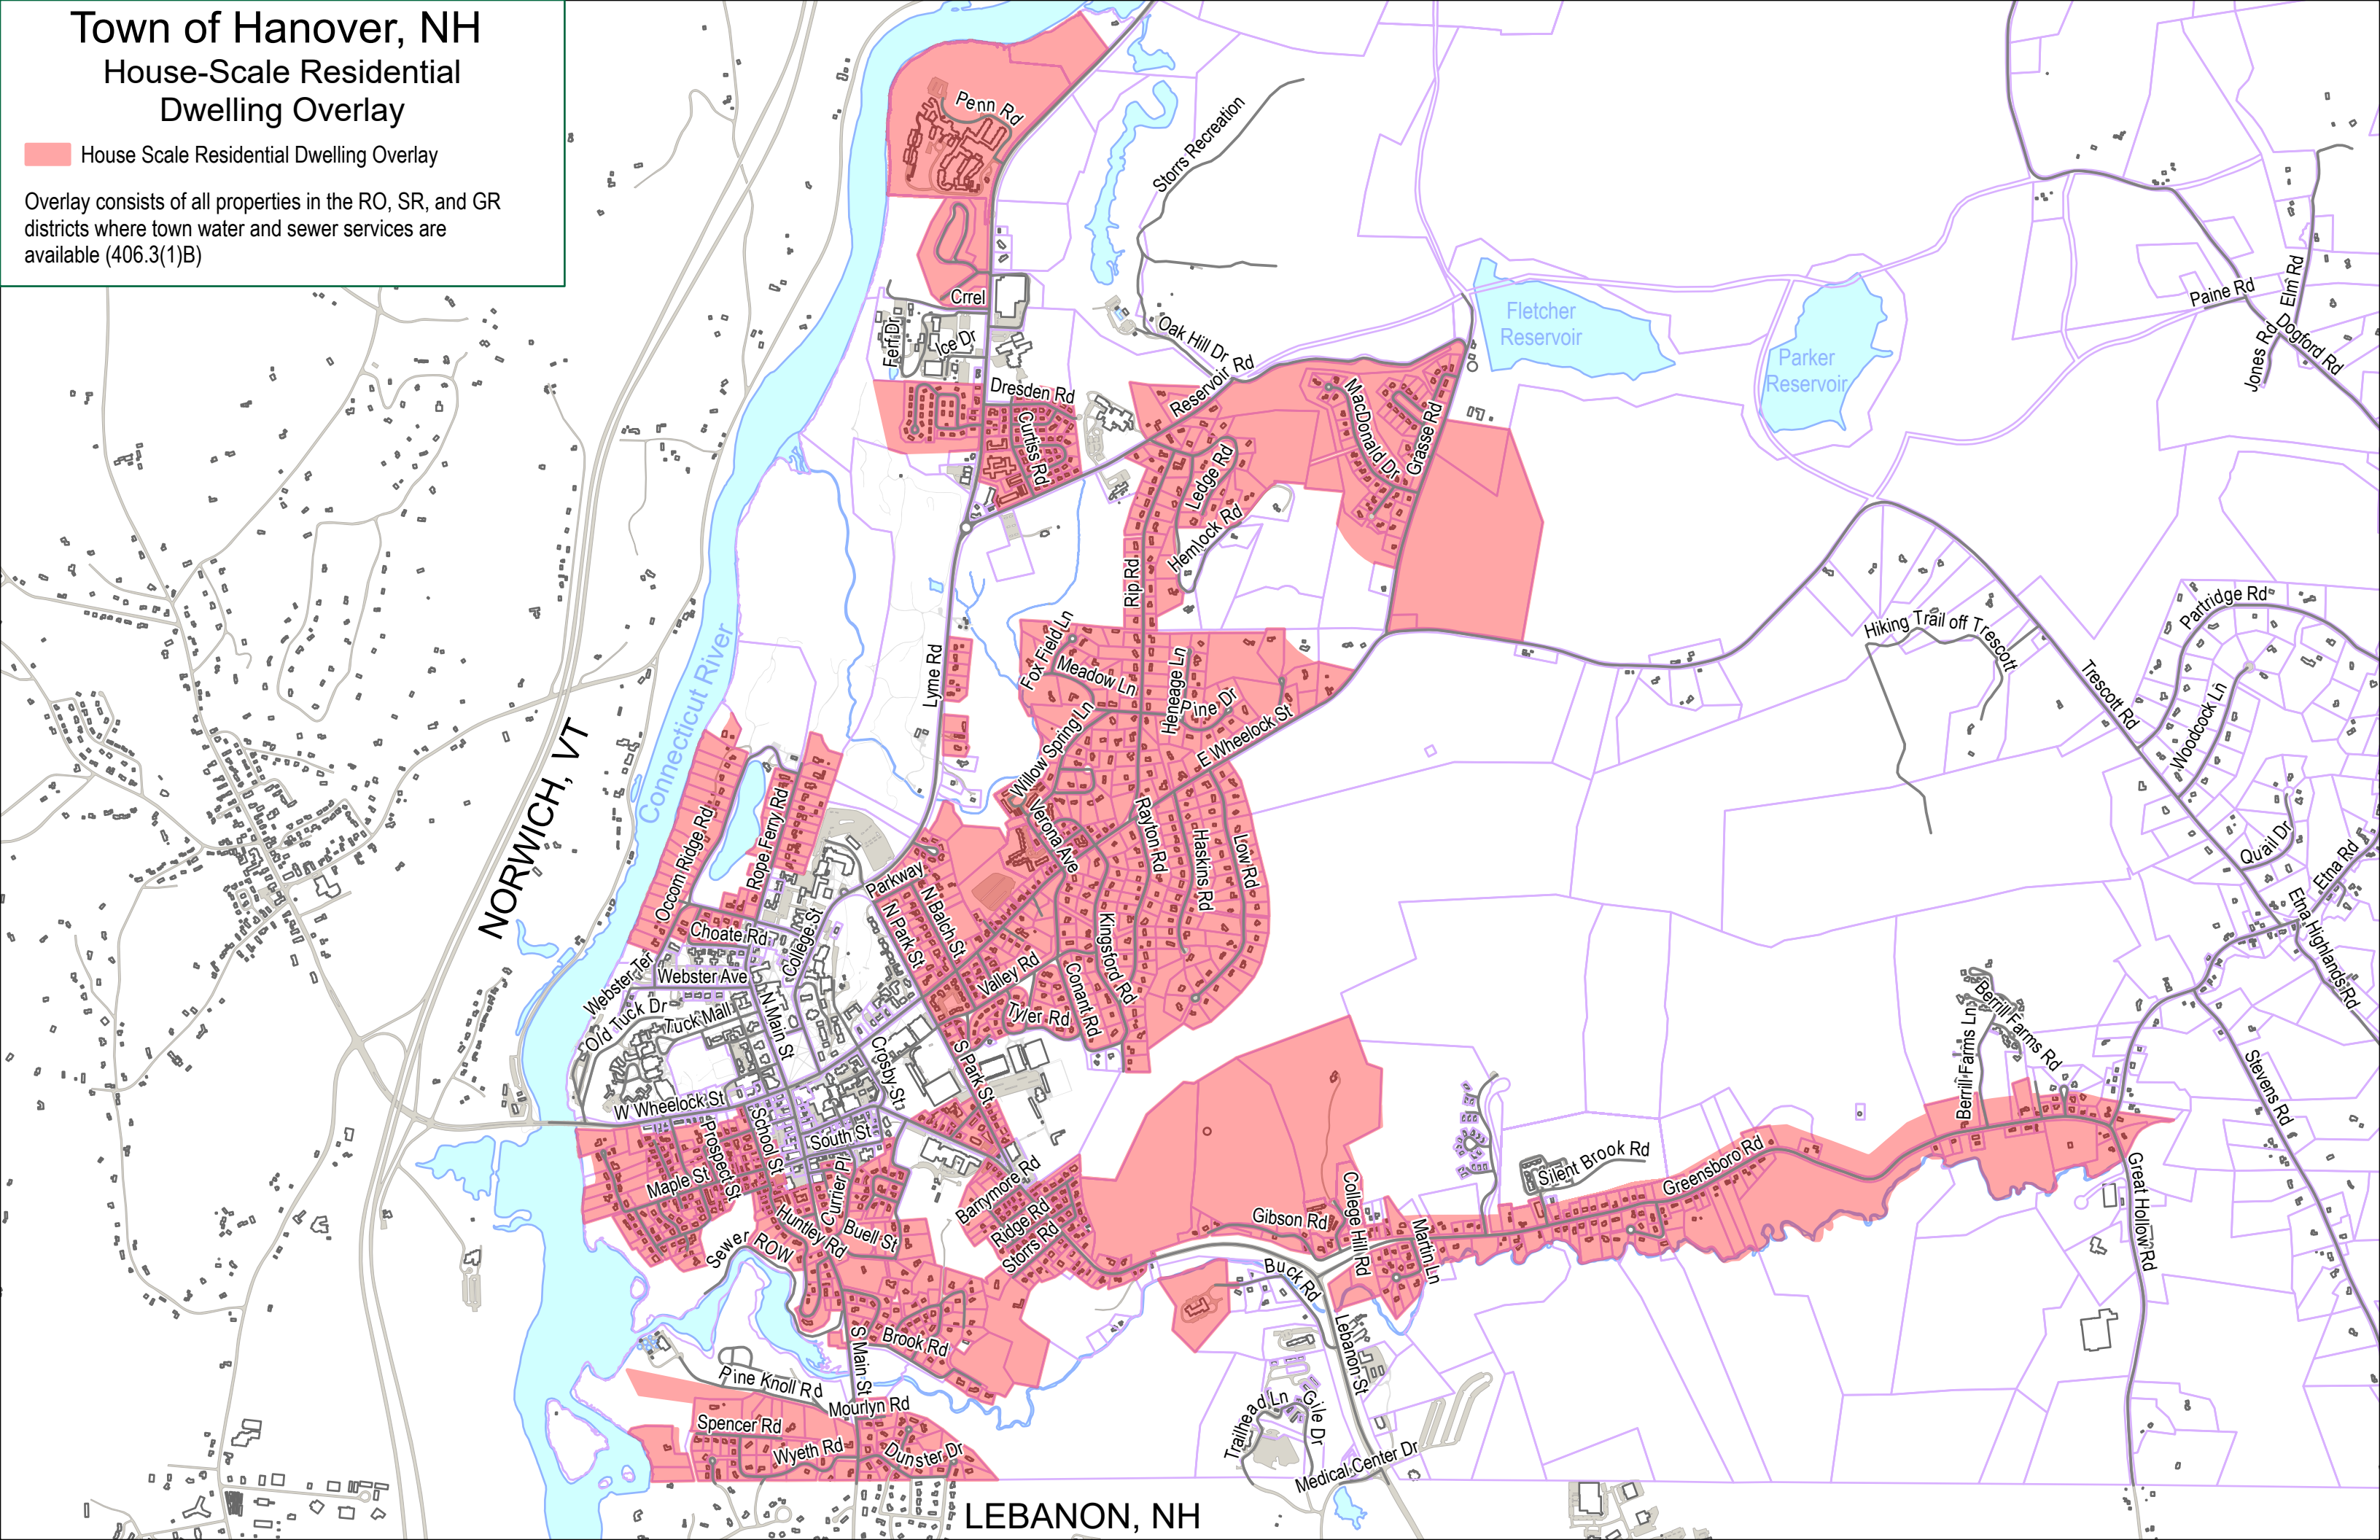 Town of Hanover, NH
House-Scale Residential
Dwelling Overlay
House Scale Residential Dwelling Overlay
Overlay consists of all properties in the RO, SR, and GR
districts where town water and sewer services are
available (406.3(1)B)
Penn Rd
Storrs Recreation
Crrel
Ferf Dr
Ice Dr
Oak Hill Dr Rd
Reservoir Rd
Dresden Rd
Curtiss Rd
Fletcher
Reservoir
Parker
Reservoir
Paine Rd
Elm Rd
Dogford Rd
Jones Rd
MacDonald Dr
Grasse Rd
Ledge Rd
Hemlock Rd
Rip Rd
Lyme Rd
Fox Field Ln
Meadow Ln
Heneage Ln
Pine Dr
E Wheelock St
Willow Spring Ln
Verona Ave
Rayton Rd
Haskins Rd
Low Rd
Hiking Trail off Trescott
Partridge Rd
Trescott Rd
Woodcock Ln
Quail Dr
Etna Rd
Etna Highlands Rd
Connecticut River
NORWICH, VT
Occom Ridge Rd
Rope Ferry Rd
Parkway
N Balch St
N Park St
Choate Rd
College St
Webster Ter
Webster Ave
Old Tuck Dr
Tuck Mall
N Main St
Valley Rd
Kingsford Rd
Conant Rd
Tyler Rd
Crosby St
S Park St
W Wheelock St
School St
Prospect St
South St
Maple St
Currier Pl
Huntley Rd
Buell St
Sewer ROW
Barrymore Rd
Ridge Rd
Storrs Rd
Gibson Rd
College Hill Rd
Martin Ln
Silent Brook Rd
Greensboro Rd
Berrill Farms Ln
Berrill Farms Rd
Great Hollow Rd
Stevens Rd
Buck Rd
Lebanon St
S Main St
Brook Rd
Pine Knoll Rd
Mourlyn Rd
Spencer Rd
Wyeth Rd
Dunster Dr
Trailhead Ln
Gile Dr
Medical Center Dr
LEBANON, NH